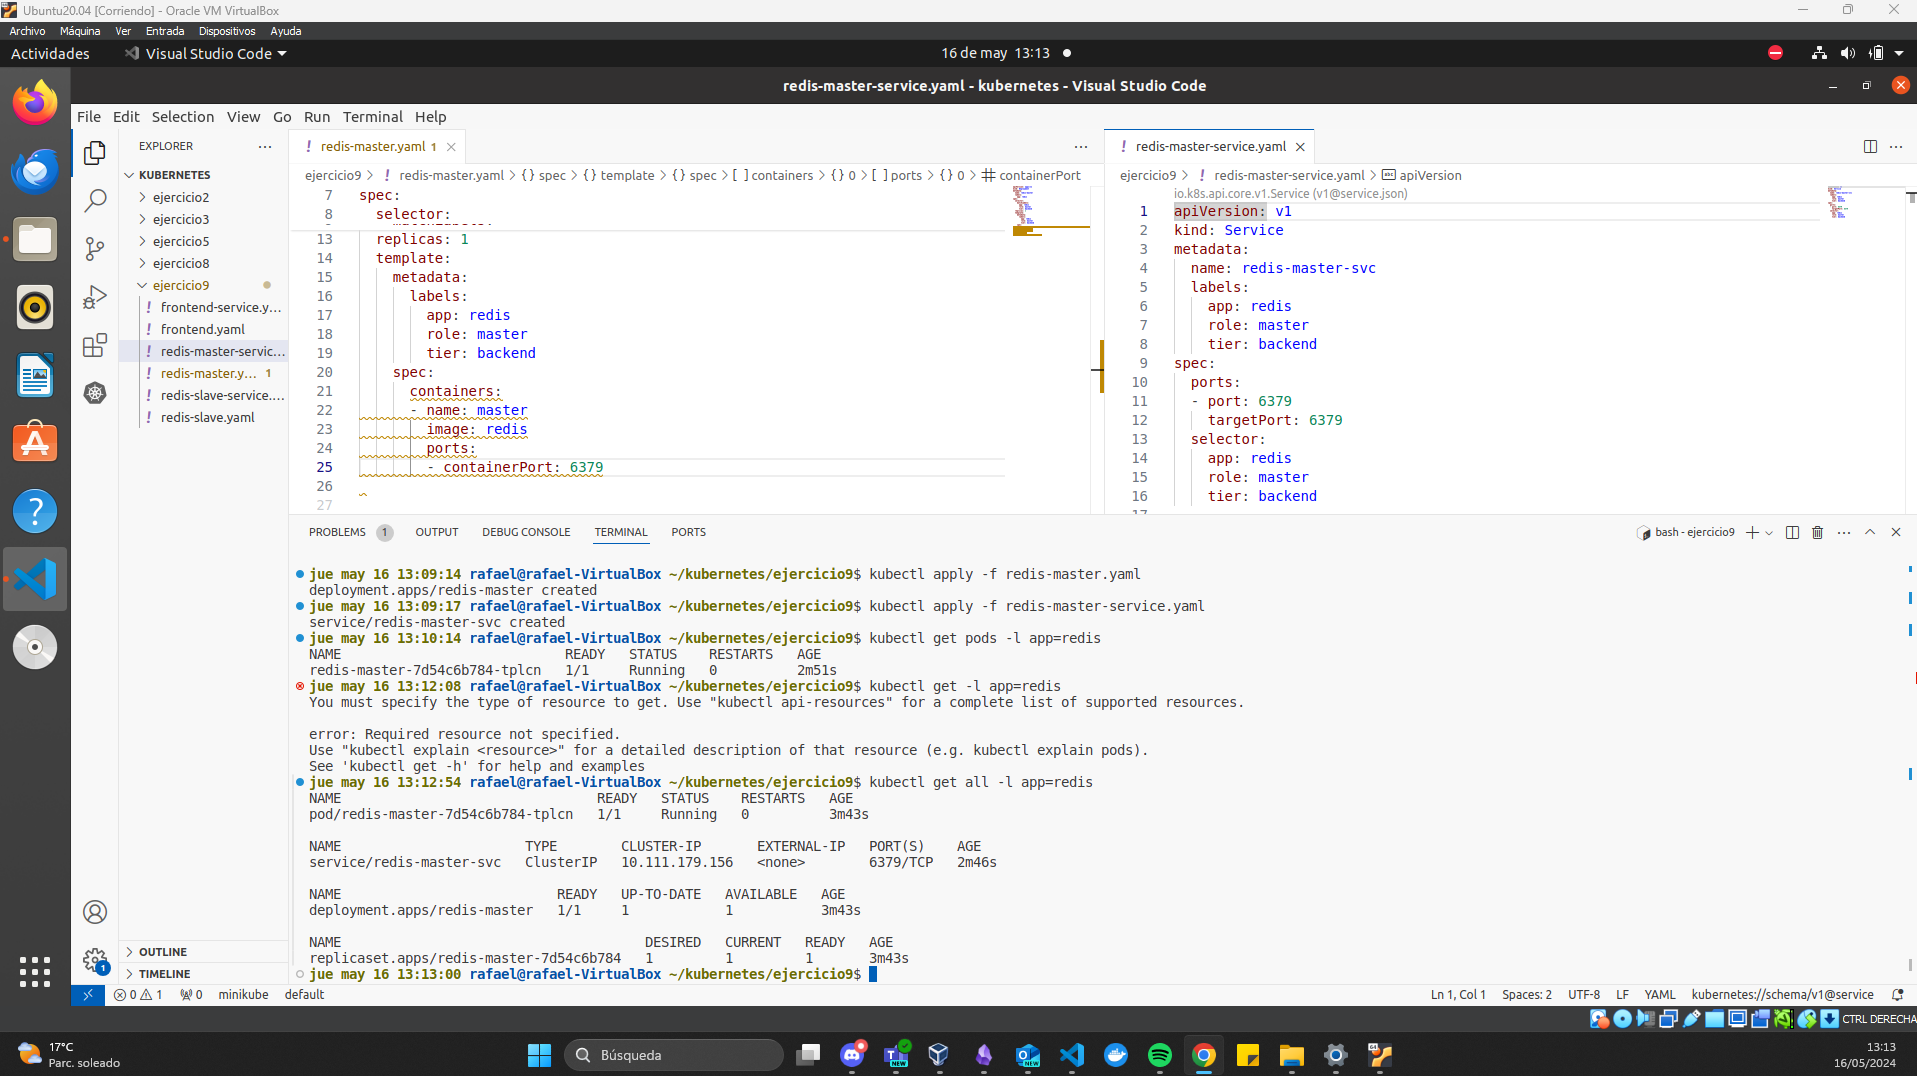 Ubuntu20.04 [Corriendo] - Oracle VM VirtualBox
Archivo Máquina Ver Entrada Dispositivos Ayuda
Actividades Visual Studio Code 16 de may 13:13
redis-master-service.yaml - kubernetes - Visual Studio Code
File Edit Selection View Go Run Terminal Help
EXPLORER ...
KUBERNETES
ejercicio2
ejercicio3
ejercicio5
ejercicio8
ejercicio9
! frontend-service.y...
! frontend.yaml
! redis-master-servic...
! redis-master.y... 1
! redis-slave-service....
! redis-slave.yaml
OUTLINE
TIMELINE
! redis-master.yaml 1
ejercicio9 > ! redis-master.yaml > {} spec > {} template > {} spec > [ ] containers > {} 0 > [ ] ports > {} 0 > # containerPort
7 spec:
8 selector:
13 replicas: 1
14 template:
15 metadata:
16 labels:
17 app: redis
18 role: master
19 tier: backend
20 spec:
21 containers:
22 - name: master
23 image: redis
24 ports:
25 - containerPort: 6379
26
27
! redis-master-service.yaml
ejercicio9 > ! redis-master-service.yaml > abc apiVersion
io.k8s.api.core.v1.Service (v1@service.json)
1 apiVersion: v1
2 kind: Service
3 metadata:
4 name: redis-master-svc
5 labels:
6 app: redis
7 role: master
8 tier: backend
9 spec:
10 ports:
11 - port: 6379
12 targetPort: 6379
13 selector:
14 app: redis
15 role: master
16 tier: backend
17
PROBLEMS 1 OUTPUT DEBUG CONSOLE TERMINAL PORTS
bash - ejercicio9
jue may 16 13:09:14 rafael@rafael-VirtualBox ~/kubernetes/ejercicio9$ kubectl apply -f redis-master.yaml
deployment.apps/redis-master created
jue may 16 13:09:17 rafael@rafael-VirtualBox ~/kubernetes/ejercicio9$ kubectl apply -f redis-master-service.yaml
service/redis-master-svc created
jue may 16 13:10:14 rafael@rafael-VirtualBox ~/kubernetes/ejercicio9$ kubectl get pods -l app=redis
NAME READY STATUS RESTARTS AGE
redis-master-7d54c6b784-tplcn 1/1 Running 0 2m51s
jue may 16 13:12:08 rafael@rafael-VirtualBox ~/kubernetes/ejercicio9$ kubectl get -l app=redis
You must specify the type of resource to get. Use "kubectl api-resources" for a complete list of supported resources.
error: Required resource not specified.
Use "kubectl explain <resource>" for a detailed description of that resource (e.g. kubectl explain pods).
See 'kubectl get -h' for help and examples
jue may 16 13:12:54 rafael@rafael-VirtualBox ~/kubernetes/ejercicio9$ kubectl get all -l app=redis
NAME READY STATUS RESTARTS AGE
pod/redis-master-7d54c6b784-tplcn 1/1 Running 0 3m43s
NAME TYPE CLUSTER-IP EXTERNAL-IP PORT(S) AGE
service/redis-master-svc ClusterIP 10.111.179.156 <none> 6379/TCP 2m46s
NAME READY UP-TO-DATE AVAILABLE AGE
deployment.apps/redis-master 1/1 1 1 3m43s
NAME DESIRED CURRENT READY AGE
replicaset.apps/redis-master-7d54c6b784 1 1 1 3m43s
jue may 16 13:13:00 rafael@rafael-VirtualBox ~/kubernetes/ejercicio9$
0 1 0 minikube default
Ln 1, Col 1 Spaces: 2 UTF-8 LF YAML kubernetes://schema/v1@service
CTRL DERECHA
17°C
Parc. soleado
Búsqueda
13:13
16/05/2024